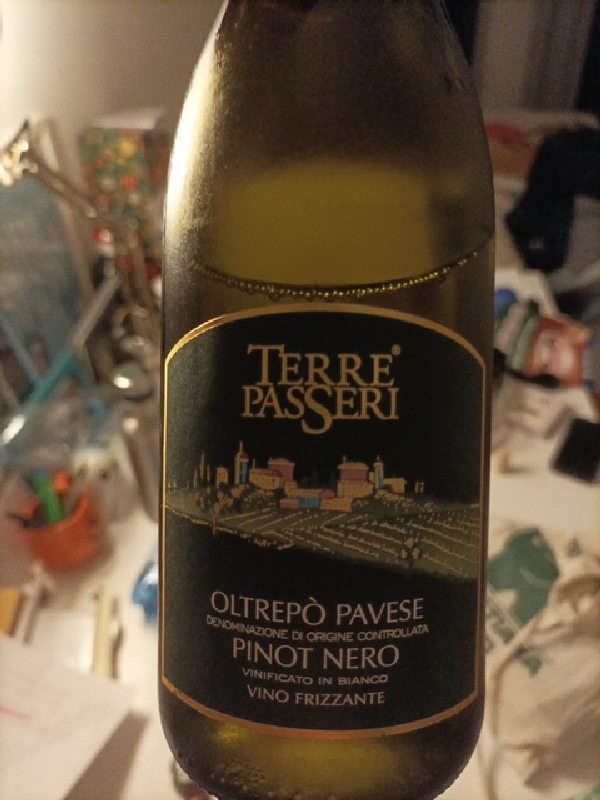 TERRE®
PASSERI
OLTREPÒ PAVESE
DENOMINAZIONE DI ORIGINE CONTROLLATA
PINOT NERO
VINIFICATO IN BIANCO
VINO FRIZZANTE